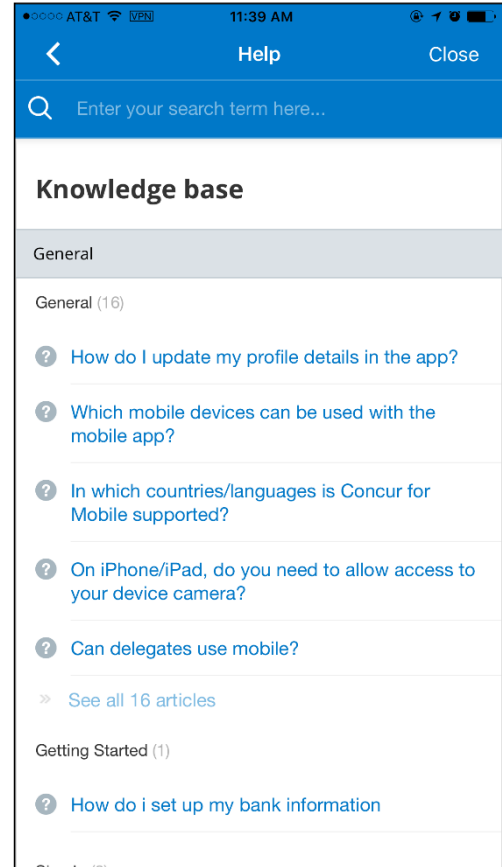 AT&T VPN 11:39 AM
Help Close
Enter your search term here...
Knowledge base
General
General (16)
How do I update my profile details in the app?
Which mobile devices can be used with the
mobile app?
In which countries/languages is Concur for
Mobile supported?
On iPhone/iPad, do you need to allow access to
your device camera?
Can delegates use mobile?
» See all 16 articles
Getting Started (1)
How do i set up my bank information